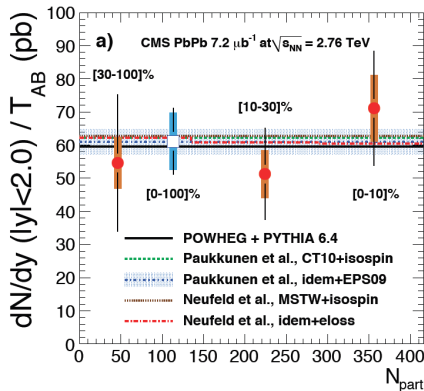 dN/dy (|y|<2.0) / T_AB (pb)
100
90
80
70
60
50
40
30
20
10
0
a) CMS PbPb 7.2 μb⁻¹ at √s_NN = 2.76 TeV
[30-100]%
[10-30]%
[0-100]%
[0-10]%
POWHEG + PYTHIA 6.4
Paukkunen et al., CT10+isospin
Paukkunen et al., idem+EPS09
Neufeld et al., MSTW+isospin
Neufeld et al., idem+eloss
0 50 100 150 200 250 300 350 400
N_part